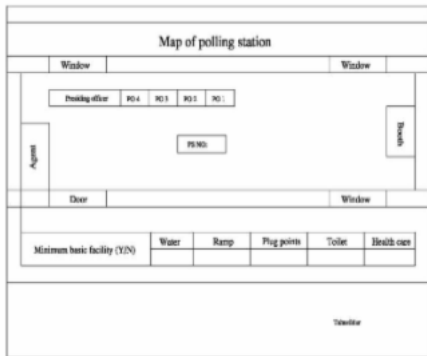 Map of polling station
Window Window
Presiding officer PO 4 PO 3 PO 2 PO 1
Booth
Agent
PS NO:
Door Window
Minimum basic facility (Y/N) Water Ramp Plug points Toilet Health care